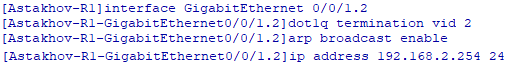 [Astakhov-R1]interface GigabitEthernet 0/0/1.2
[Astakhov-R1-GigabitEthernet0/0/1.2]dot1q termination vid 2
[Astakhov-R1-GigabitEthernet0/0/1.2]arp broadcast enable
[Astakhov-R1-GigabitEthernet0/0/1.2]ip address 192.168.2.254 24